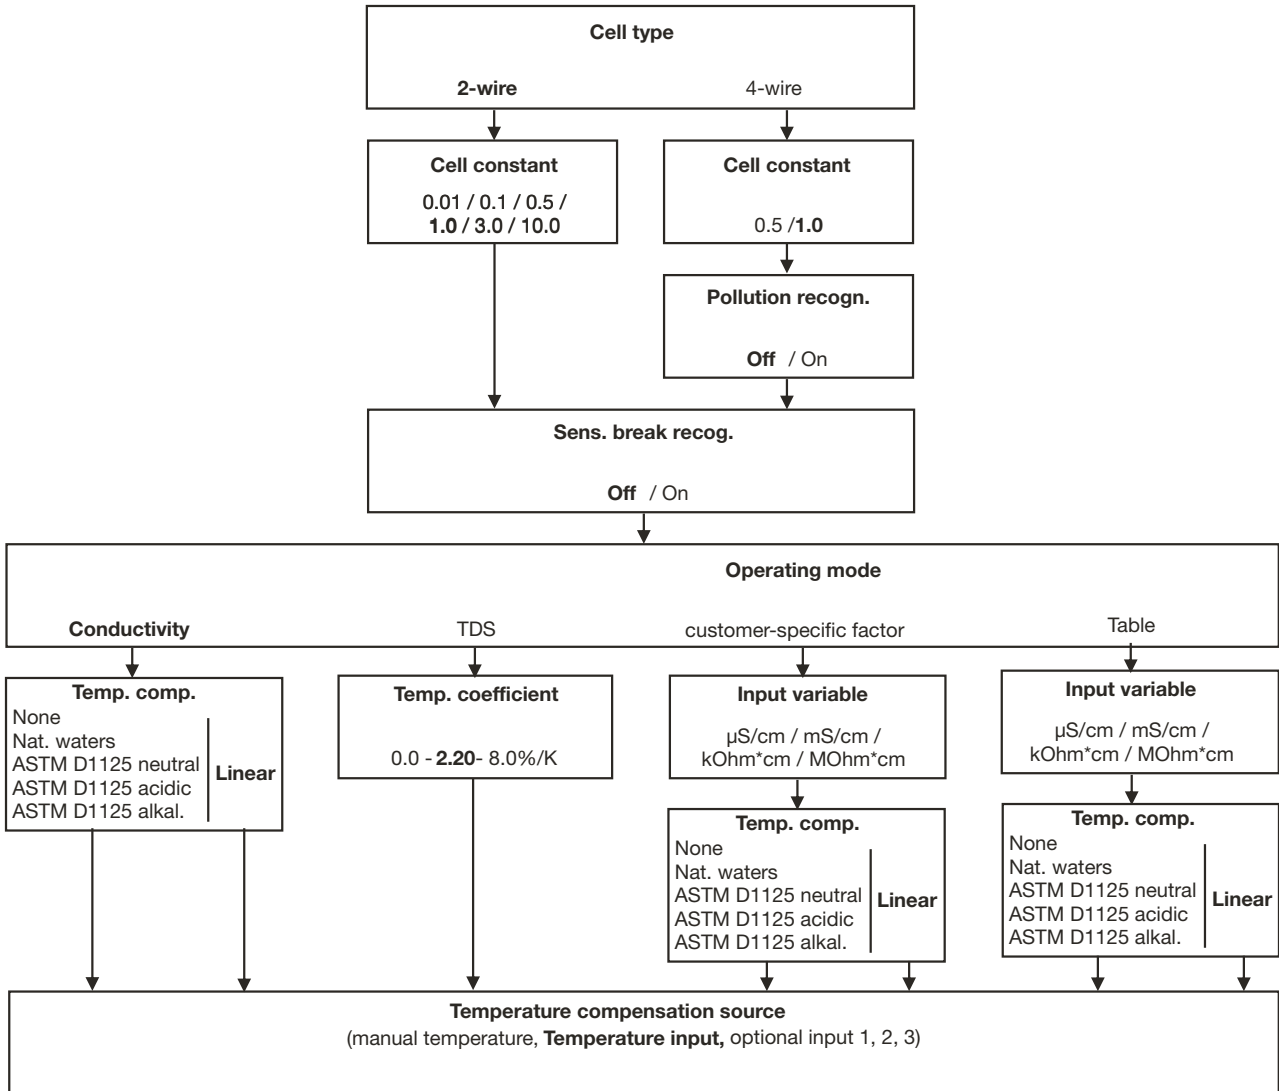 Cell type
2-wire
4-wire
Cell constant
0.01 / 0.1 / 0.5 /
1.0 / 3.0 / 10.0
Cell constant
0.5 /1.0
Pollution recogn.
Off / On
Sens. break recog.
Off / On
Operating mode
Conductivity
TDS
customer-specific factor
Table
Temp. comp.
None
Nat. waters
ASTM D1125 neutral
ASTM D1125 acidic
ASTM D1125 alkal.
Linear
Temp. coefficient
0.0 - 2.20- 8.0%/K
Input variable
µS/cm / mS/cm /
kOhm*cm / MOhm*cm
Temp. comp.
None
Nat. waters
ASTM D1125 neutral
ASTM D1125 acidic
ASTM D1125 alkal.
Linear
Input variable
µS/cm / mS/cm /
kOhm*cm / MOhm*cm
Temp. comp.
None
Nat. waters
ASTM D1125 neutral
ASTM D1125 acidic
ASTM D1125 alkal.
Linear
Temperature compensation source
(manual temperature, Temperature input, optional input 1, 2, 3)